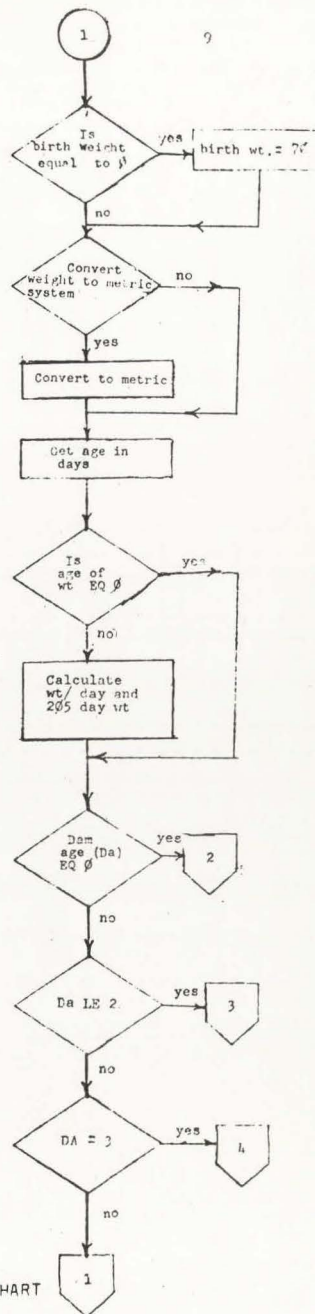 1
9
Is
birth weight
equal to Ø
yes
birth wt. = 7Ø
no
Convert
weight to metric
system
no
yes
Convert to metric
Get age in
days
Is
age of
wt EQ Ø
yes
no
Calculate
wt/ day and
2Ø5 day wt
Dam
age (Da)
EQ Ø
yes
2
no
Da LE 2
yes
3
no
DA = 3
yes
4
no
1
HART